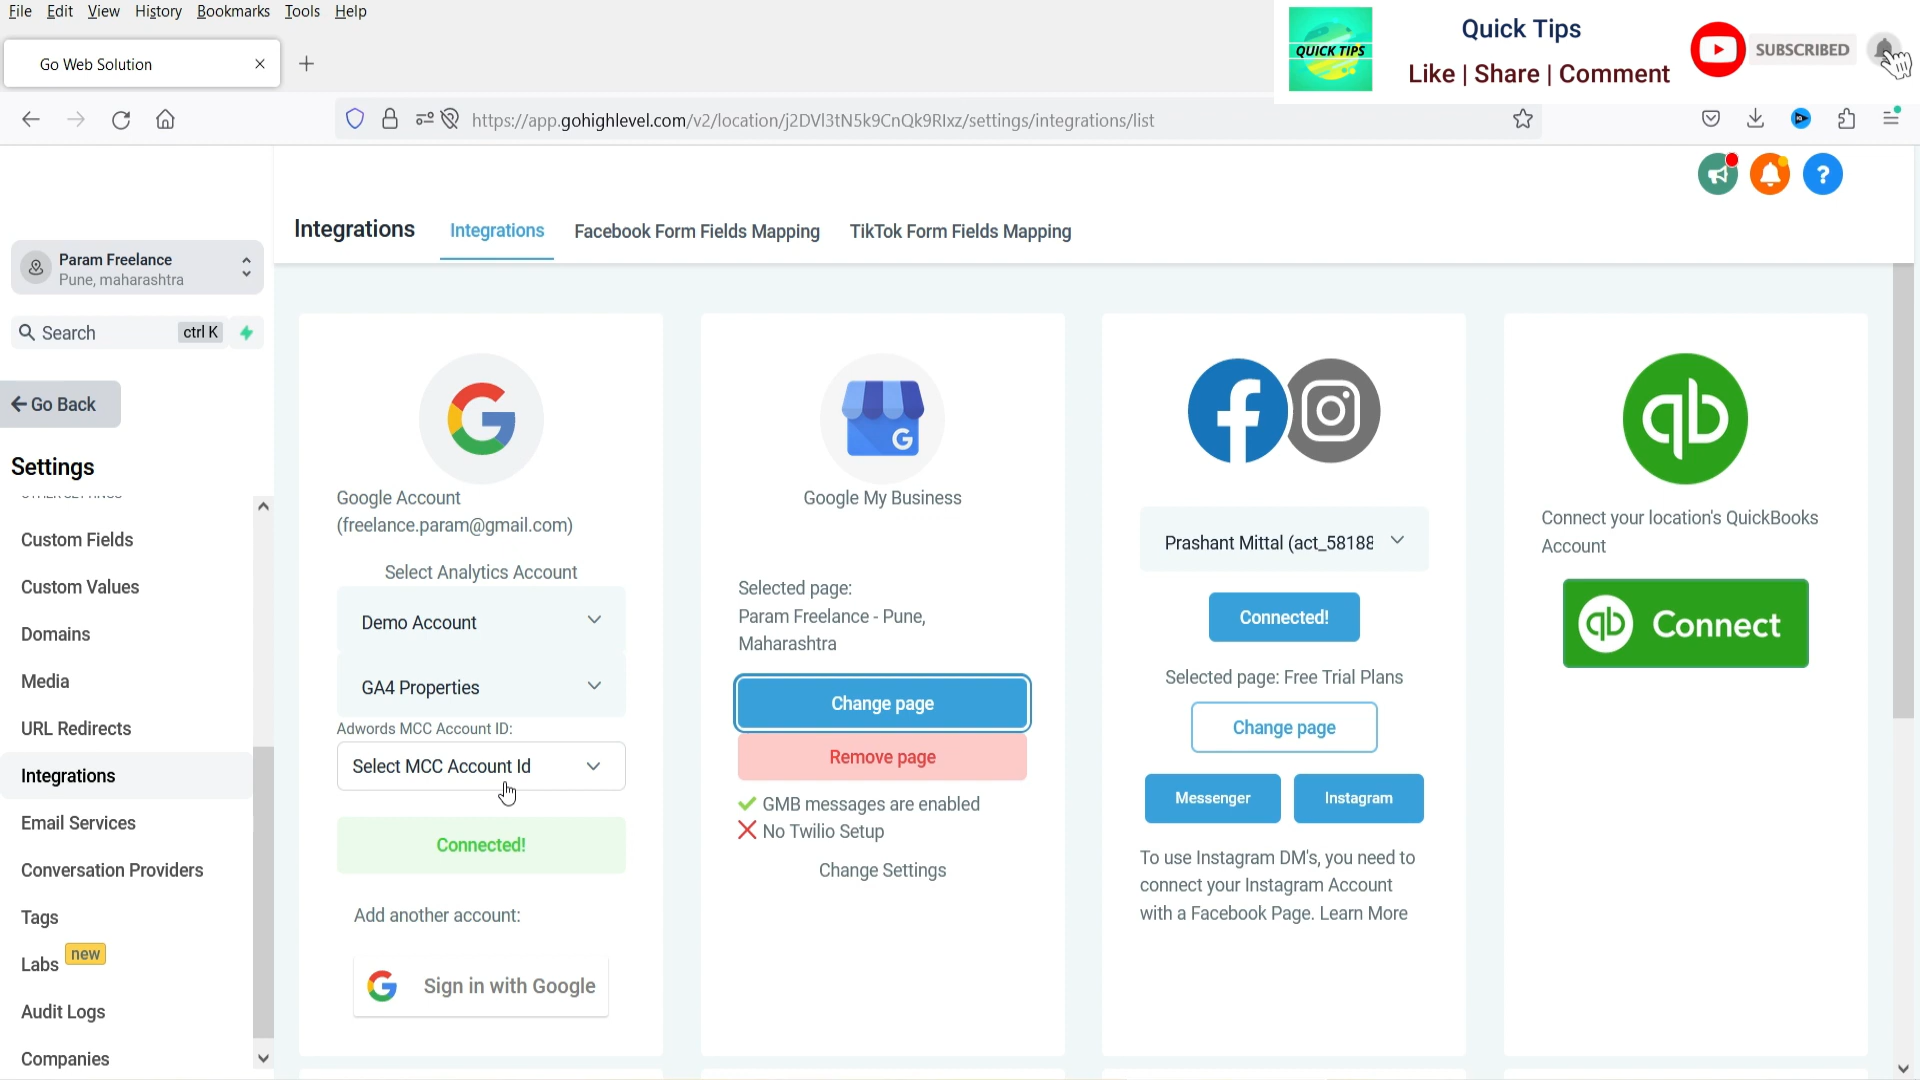 File Edit View History Bookmarks Tools Help
QUICK TIPS
Quick Tips
Like | Share | Comment
SUBSCRIBED
Go Web Solution
https://app.gohighlevel.com/v2/location/j2DVl3tN5k9CnQk9RIxz/settings/integrations/list
Integrations
Integrations
Facebook Form Fields Mapping
TikTok Form Fields Mapping
Param Freelance
Pune, maharashtra
Search
ctrl K
Go Back
Settings
Custom Fields
Custom Values
Domains
Media
URL Redirects
Integrations
Email Services
Conversation Providers
Tags
Labs new
Audit Logs
Companies
Google Account
(freelance.param@gmail.com)
Select Analytics Account
Demo Account
GA4 Properties
Adwords MCC Account ID:
Select MCC Account Id
Connected!
Add another account:
Sign in with Google
Google My Business
Selected page:
Param Freelance - Pune,
Maharashtra
Change page
Remove page
GMB messages are enabled
No Twilio Setup
Change Settings
Prashant Mittal (act_58188
Connected!
Selected page: Free Trial Plans
Change page
Messenger
Instagram
To use Instagram DM's, you need to
connect your Instagram Account
with a Facebook Page. Learn More
qb
Connect your location's QuickBooks
Account
qb Connect